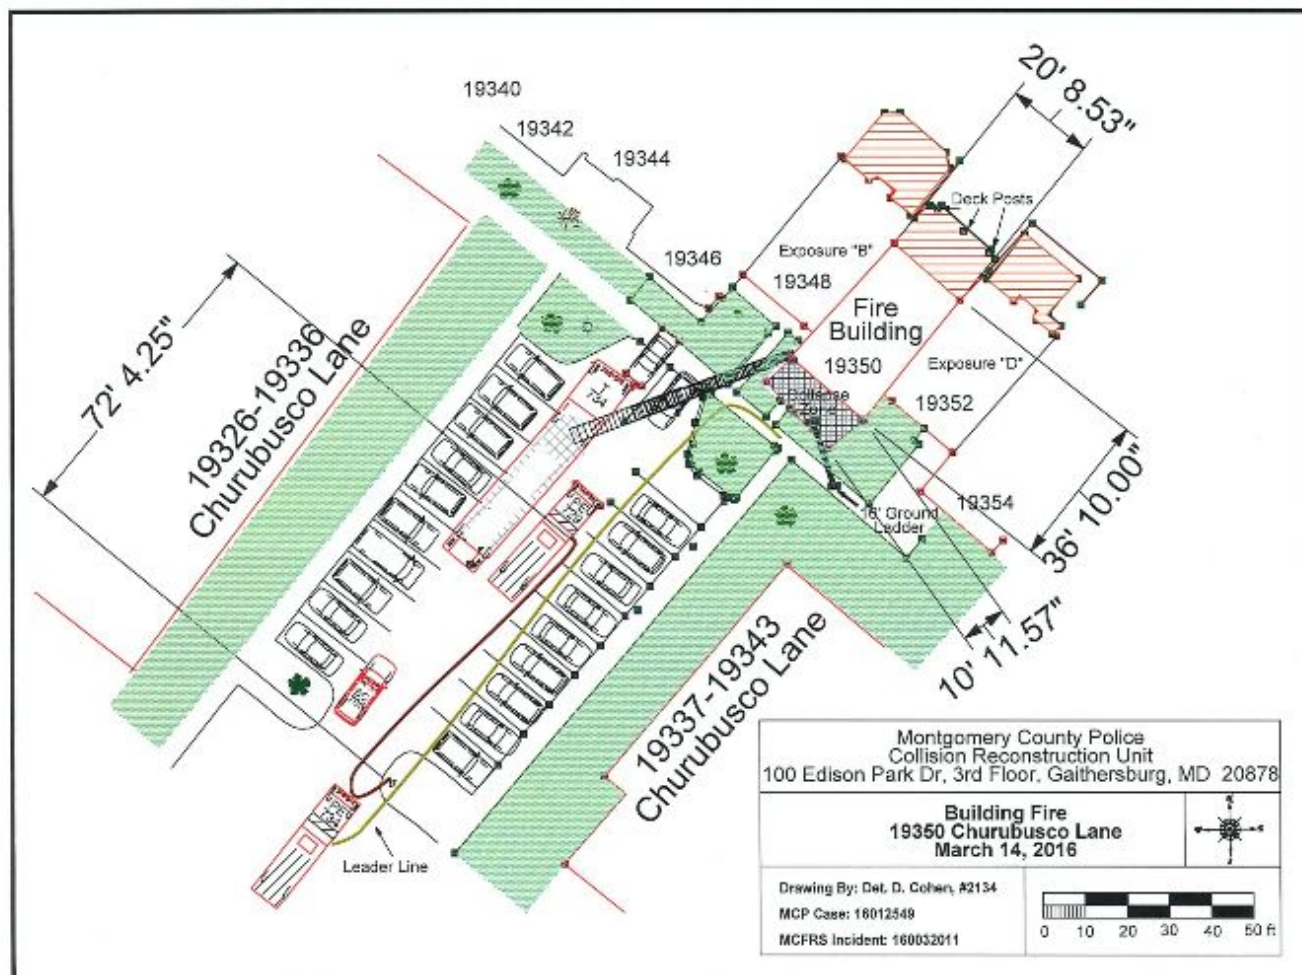 19340
19342
19344
19346
20' 8.53"
Deck Posts
Exposure "B"
19348
Fire
Building
19350
Exposure "D"
19352
19354
16' Ground
Ladder
36' 10.00"
10' 11.57"
72' 4.25"
19326-19336
Churubusco Lane
19337-19343
Churubusco Lane
Leader Line
Montgomery County Police
Collision Reconstruction Unit
100 Edison Park Dr, 3rd Floor, Gaithersburg, MD 20878
Building Fire
19350 Churubusco Lane
March 14, 2016
Drawing By: Det. D. Cohen, #2134
MCP Case: 16012549
MCFRS Incident: 160032011
0 10 20 30 40 50 ft